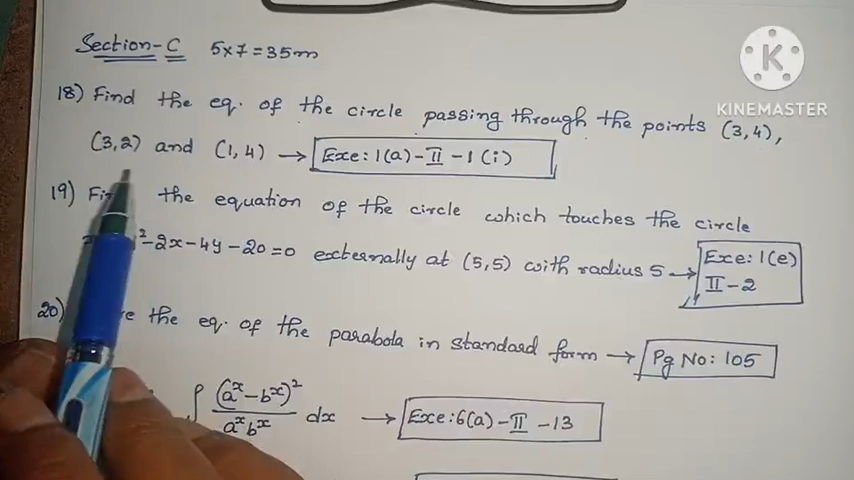 Section-C 5×7=35m
18) Find the eq. of the circle passing through the points (3,4),
(3,2) and (1,4) → Exe: 1(a)-II-1(i)
19) the equation of the circle which touches the circle
²-2x-4y-20=0 externally at (5,5) with radius 5 → Exe: 1(e)
II-2
20) the eq. of the parabola in standard form → Pg No: 105
∫ (a^x-b^x)²/a^x b^x dx → Exe:6(a)-II-13
K
KINEMASTER